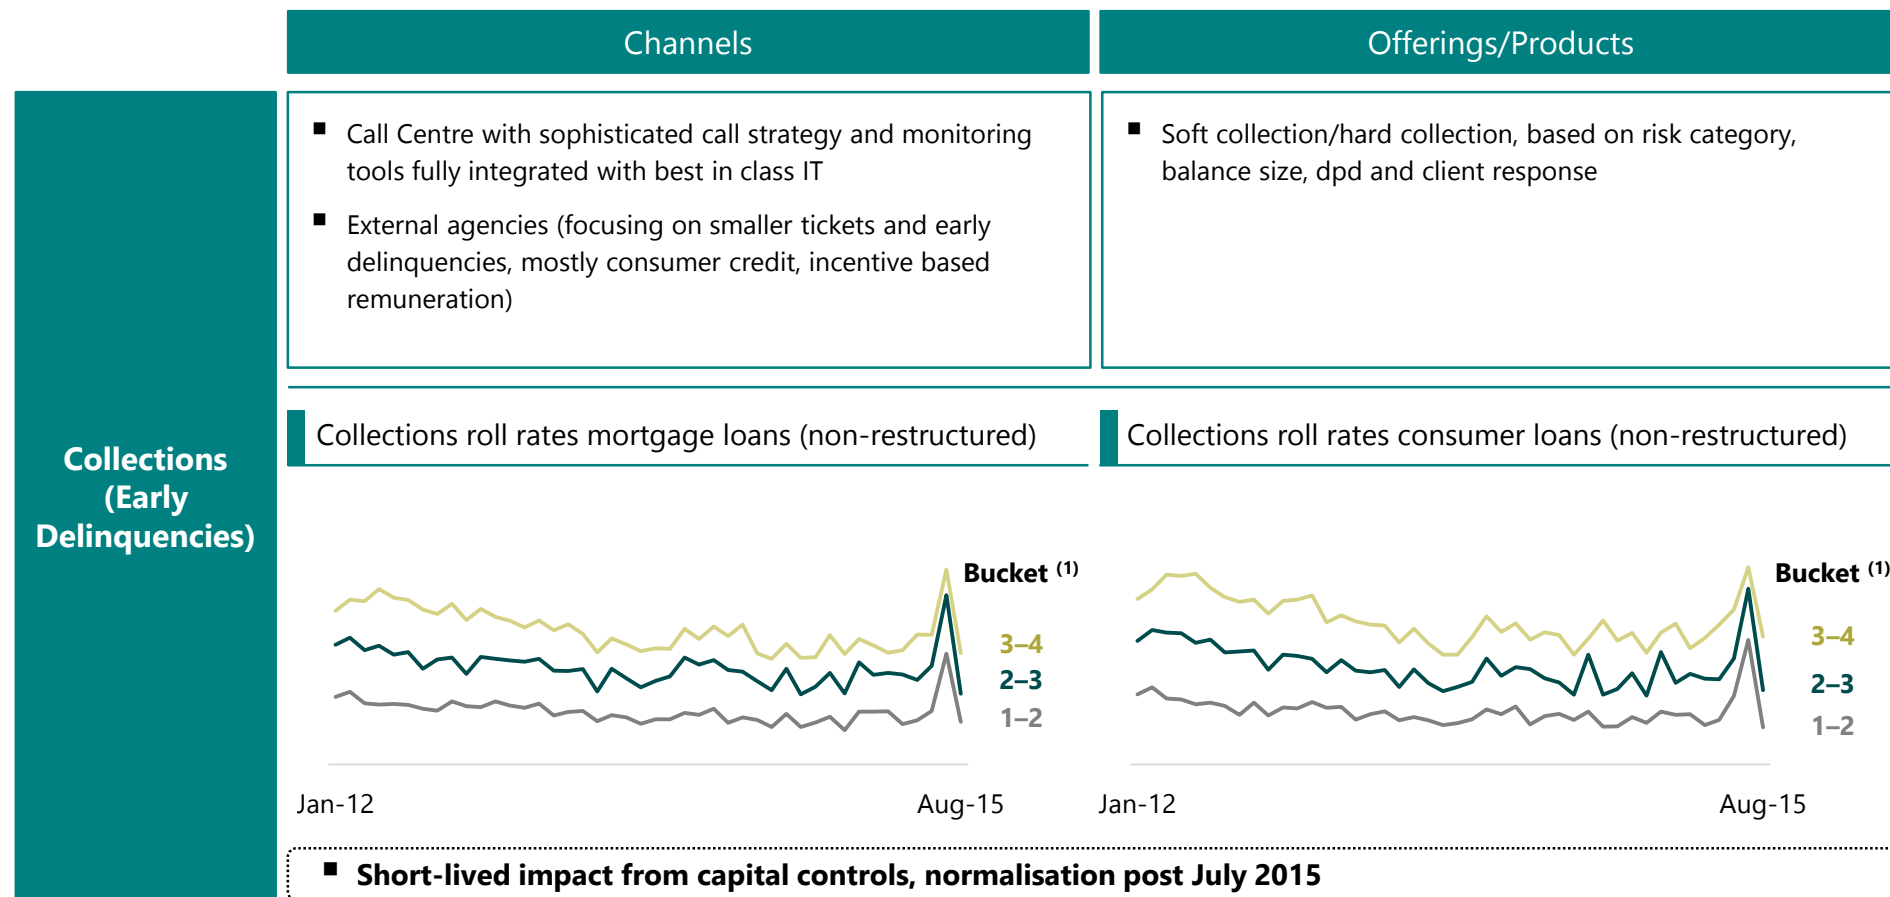 Channels
Offerings/Products
Collections
(Early
Delinquencies)
▪ Call Centre with sophisticated call strategy and monitoring
tools fully integrated with best in class IT
▪ External agencies (focusing on smaller tickets and early
delinquencies, mostly consumer credit, incentive based
remuneration)
▪ Soft collection/hard collection, based on risk category,
balance size, dpd and client response
Collections roll rates mortgage loans (non-restructured)
Bucket (1)
3–4
2–3
1–2
Jan-12
Aug-15
Collections roll rates consumer loans (non-restructured)
Bucket (1)
3–4
2–3
1–2
Jan-12
Aug-15
▪ Short-lived impact from capital controls, normalisation post July 2015